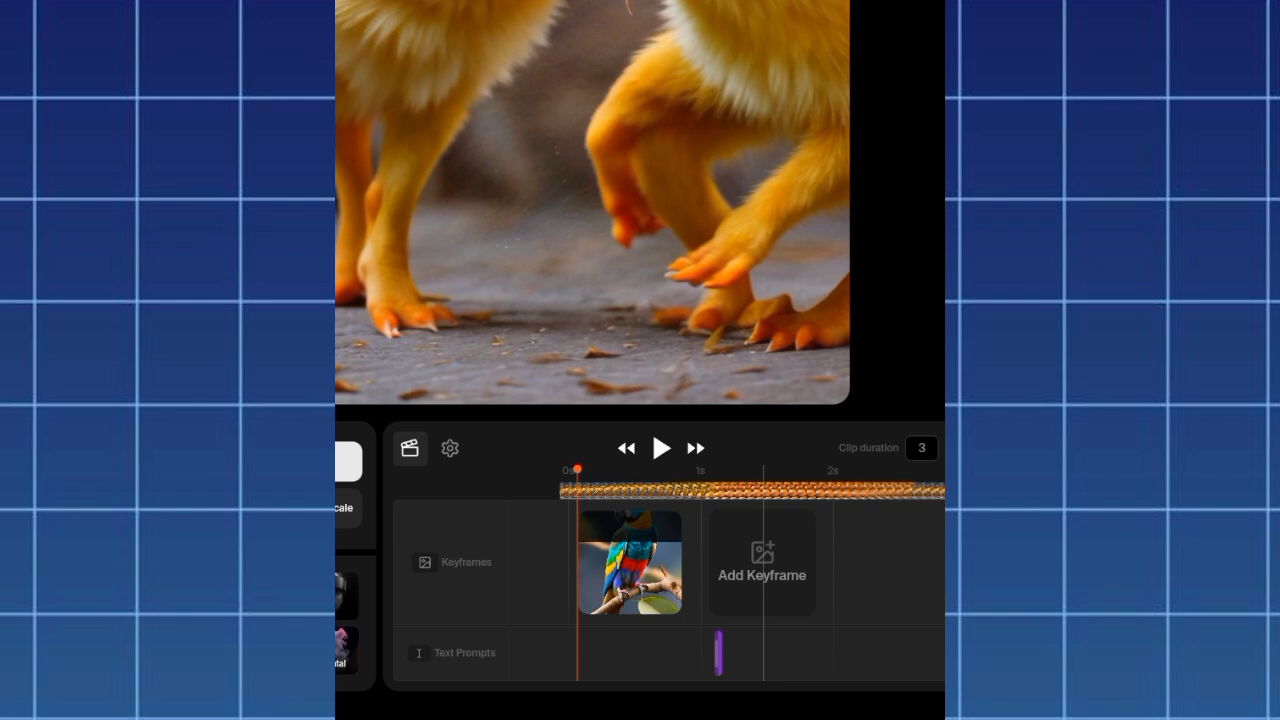 Clip duration 3
0s 1s 2s
cale
Add Keyframe
Keyframes
Text Prompts
tal